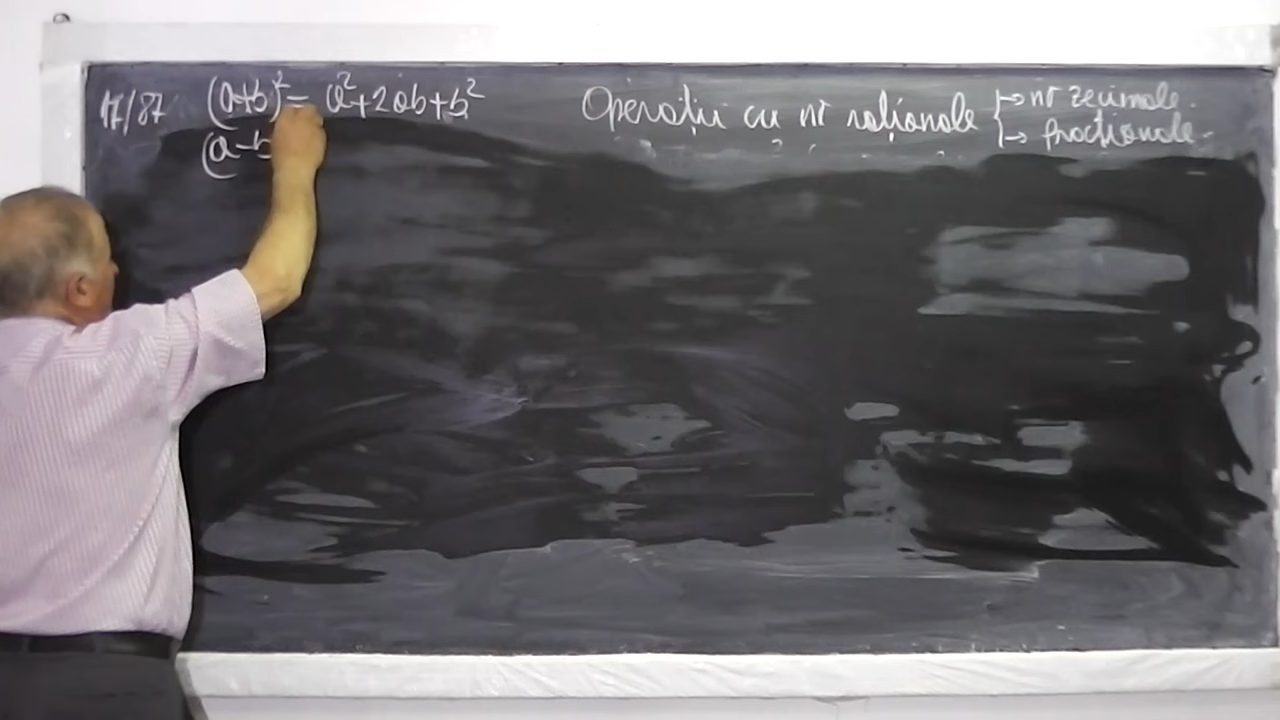 17/87 (a+b)² = a²+2ab+b²
(a-b
Operații cu nr raționale { → nr zecimale.
→ fracționale.